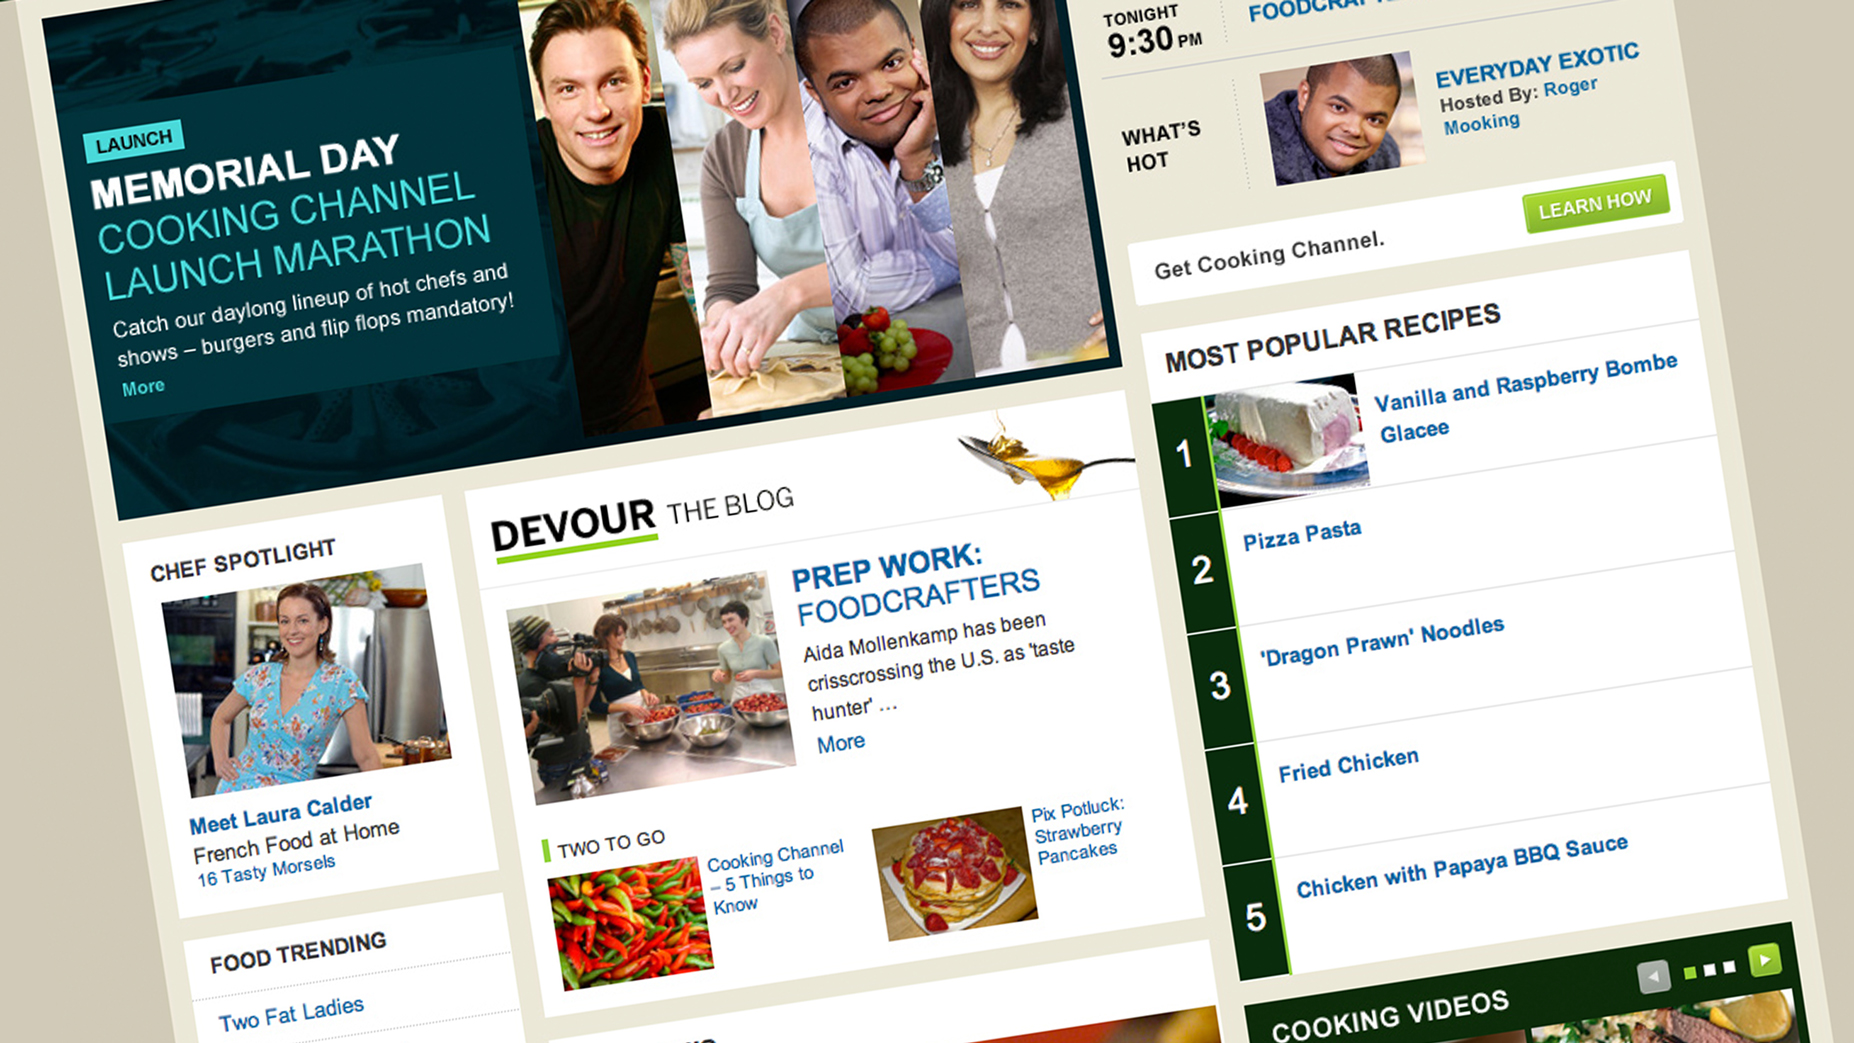 LAUNCH
MEMORIAL DAY
COOKING CHANNEL
LAUNCH MARATHON
Catch our daylong lineup of hot chefs and
shows – burgers and flip flops mandatory!
More
TONIGHT
9:30 PM
WHAT'S
HOT
EVERYDAY EXOTIC
Hosted By: Roger
Mooking
Get Cooking Channel.
LEARN HOW
MOST POPULAR RECIPES
1
Vanilla and Raspberry Bombe
Glacee
2
Pizza Pasta
3
'Dragon Prawn' Noodles
4
Fried Chicken
5
Chicken with Papaya BBQ Sauce
CHEF SPOTLIGHT
Meet Laura Calder
French Food at Home
16 Tasty Morsels
FOOD TRENDING
Two Fat Ladies
DEVOUR THE BLOG
PREP WORK:
FOODCRAFTERS
Aida Mollenkamp has been
crisscrossing the U.S. as 'taste
hunter' ...
More
TWO TO GO
Cooking Channel
– 5 Things to
Know
Pix Potluck:
Strawberry
Pancakes
COOKING VIDEOS